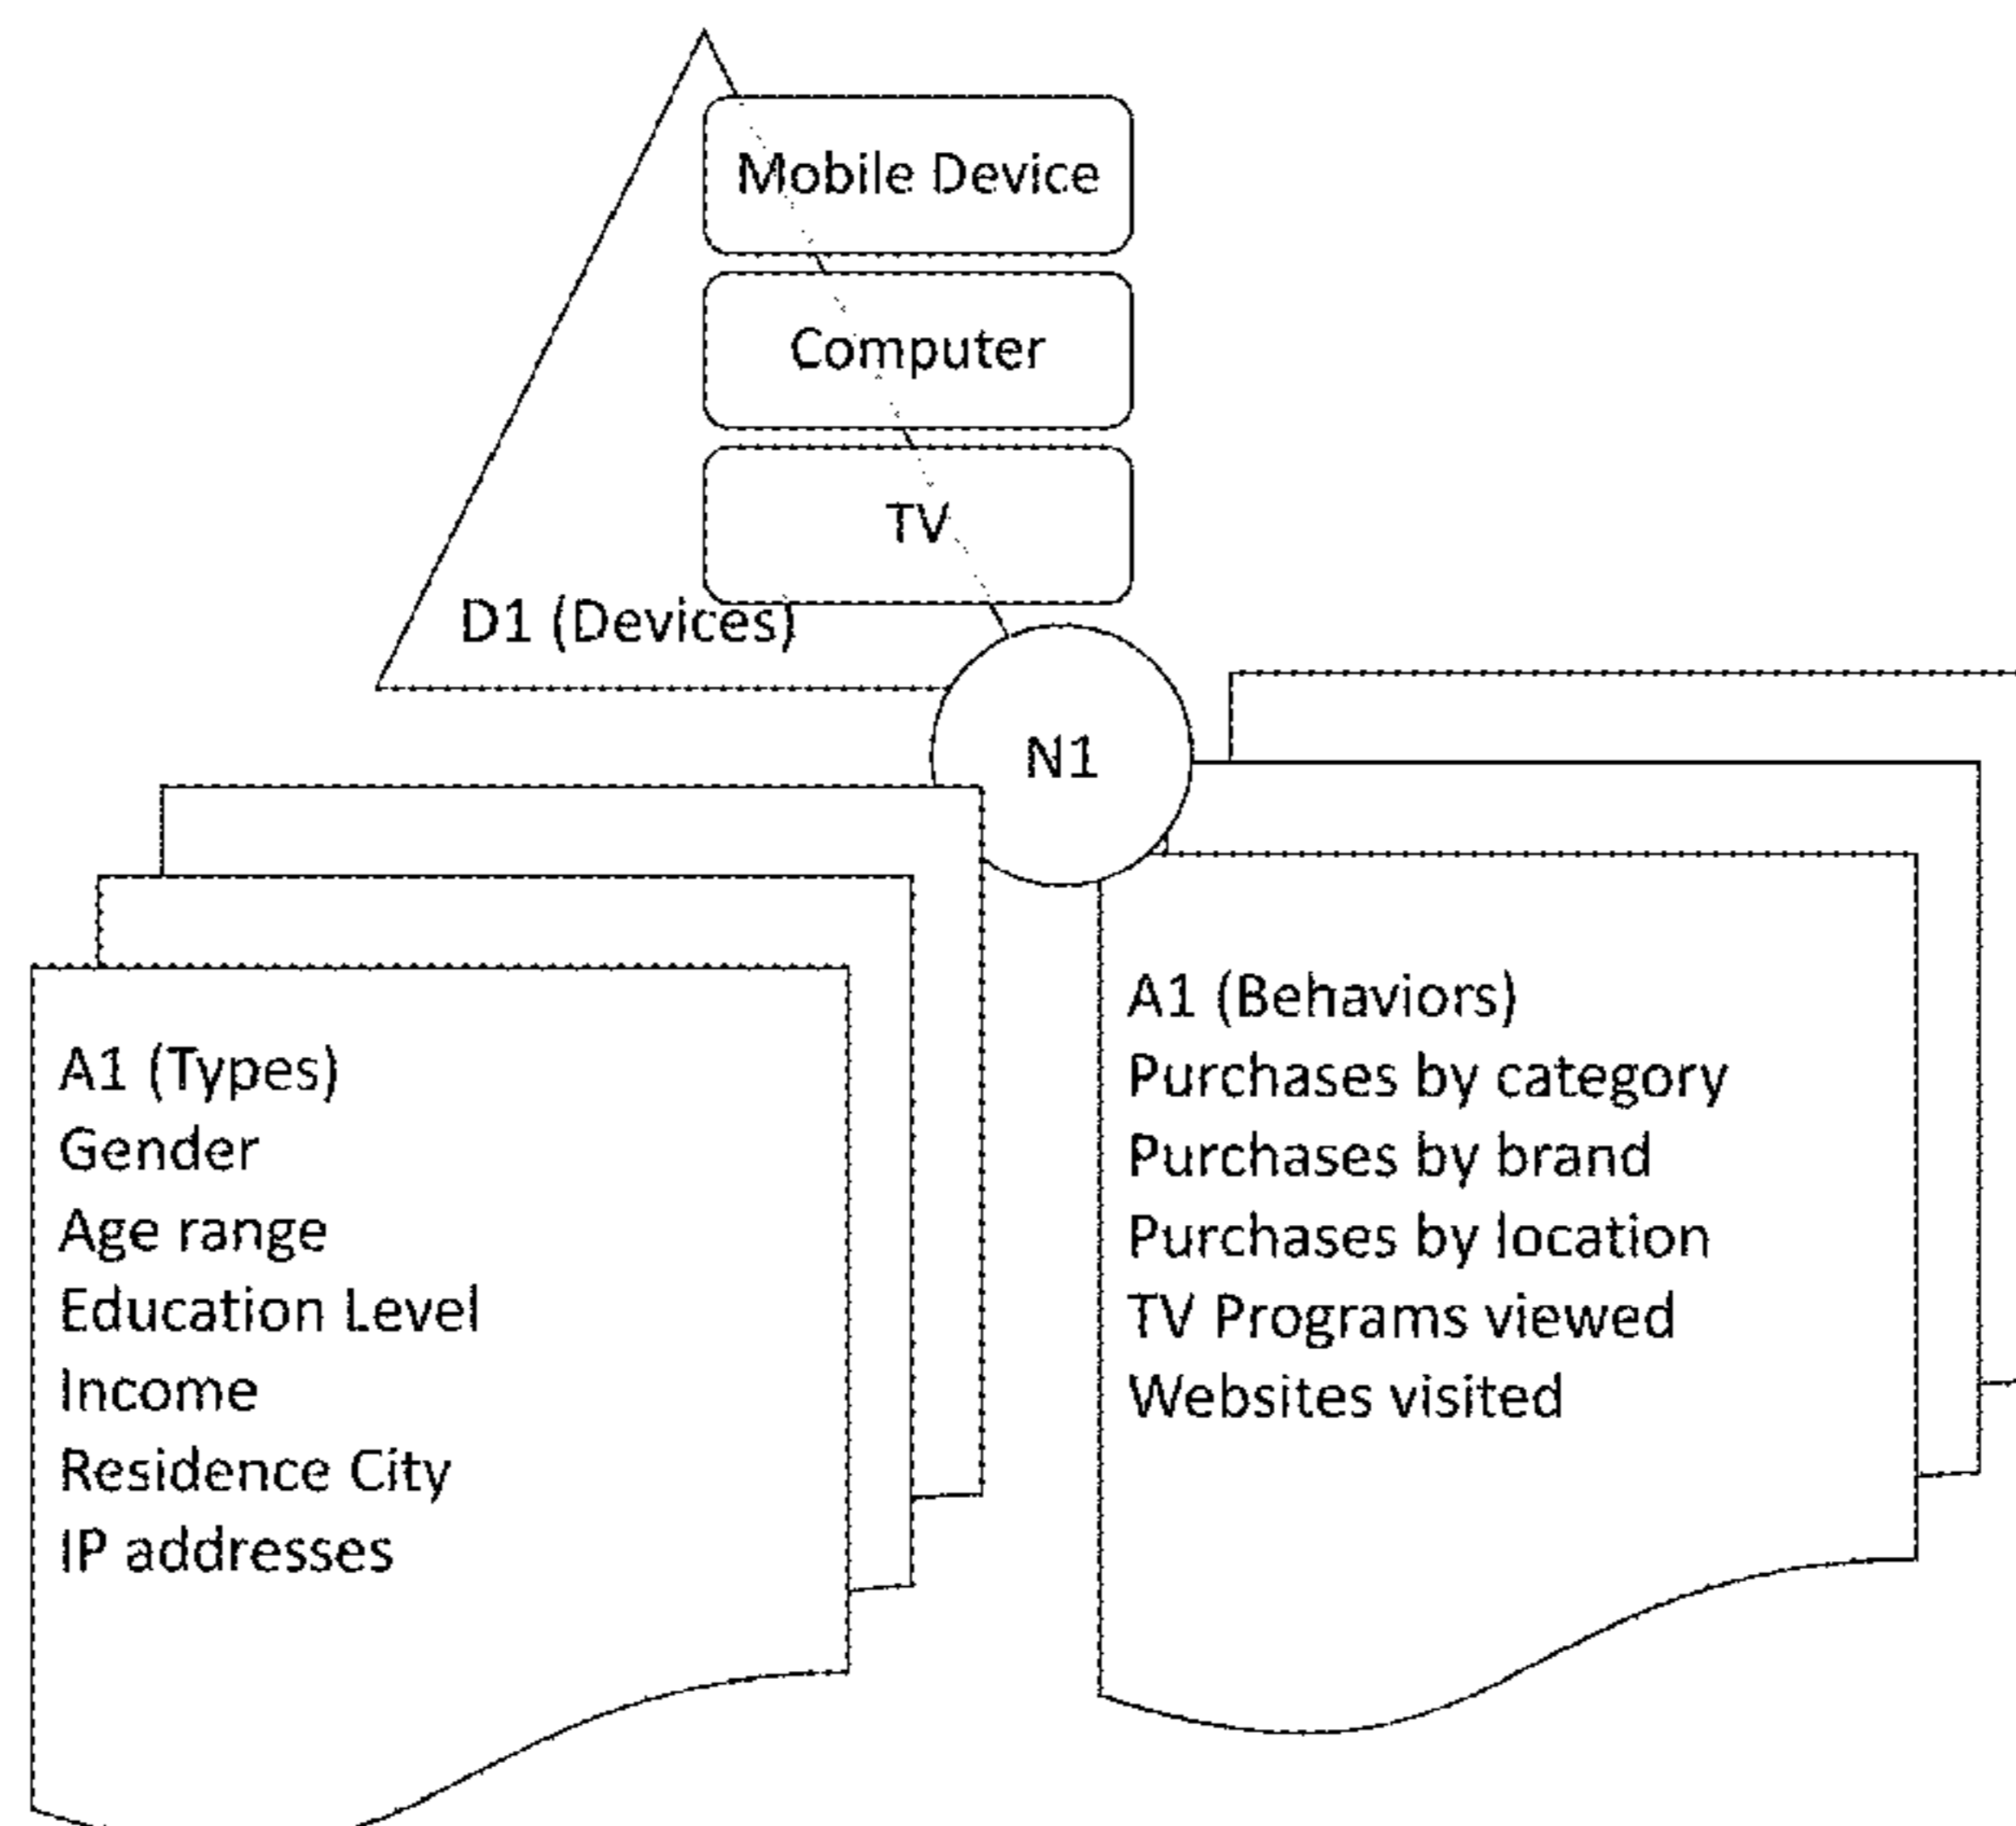 Mobile Device
Computer
TV
D1 (Devices)
N1
A1 (Types)
Gender
Age range
Education Level
Income
Residence City
IP addresses
A1 (Behaviors)
Purchases by category
Purchases by brand
Purchases by location
TV Programs viewed
Websites visited